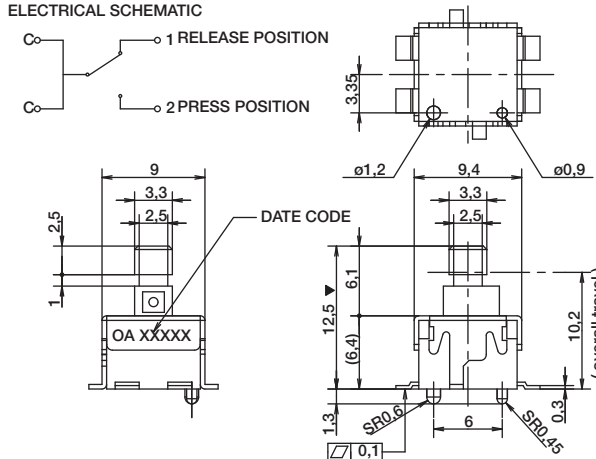 ELECTRICAL SCHEMATIC
C
1 RELEASE POSITION
C
2 PRESS POSITION
3,35
ø1,2
ø0,9
9
3,3
2,5
2,5
1
DATE CODE
OA XXXXX
9,4
3,3
2,5
6,1
12,5
(6,4)
10,2
(overall travel)
1,3
SR0,6
6
SR0,45
0,3
0,1